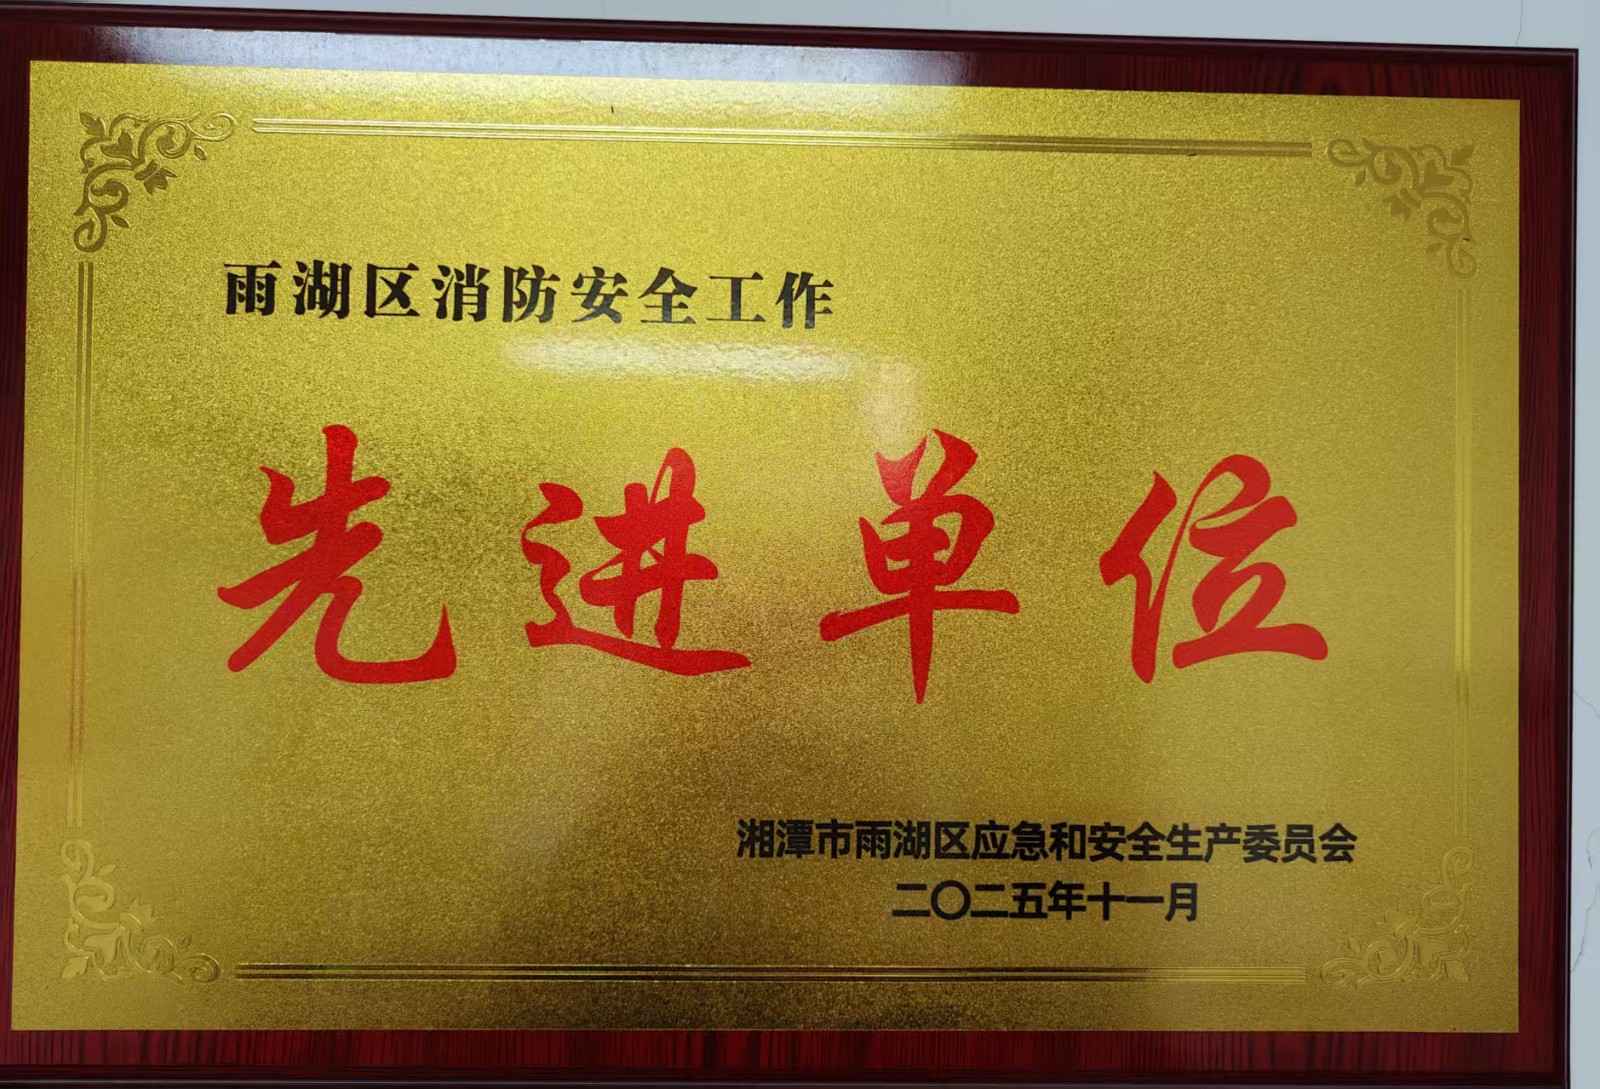 雨湖区消防安全工作
先进单位
湘潭市雨湖区应急和安全生产委员会
二〇二五年十一月